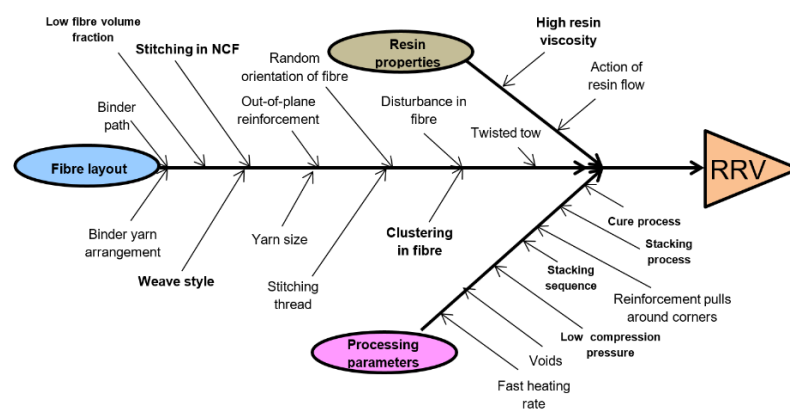 Low fibre volume
fraction
Stitching in NCF
Random
orientation of fibre
Resin
properties
High resin
viscosity
Action of
resin flow
Binder
path
Out-of-plane
reinforcement
Disturbance in
fibre
Twisted tow
Fibre layout
RRV
Binder yarn
arrangement
Weave style
Yarn size
Stitching
thread
Clustering
in fibre
Cure process
Stacking
process
Stacking
sequence
Reinforcement pulls
around corners
Low compression
pressure
Processing
parameters
Voids
Fast heating
rate